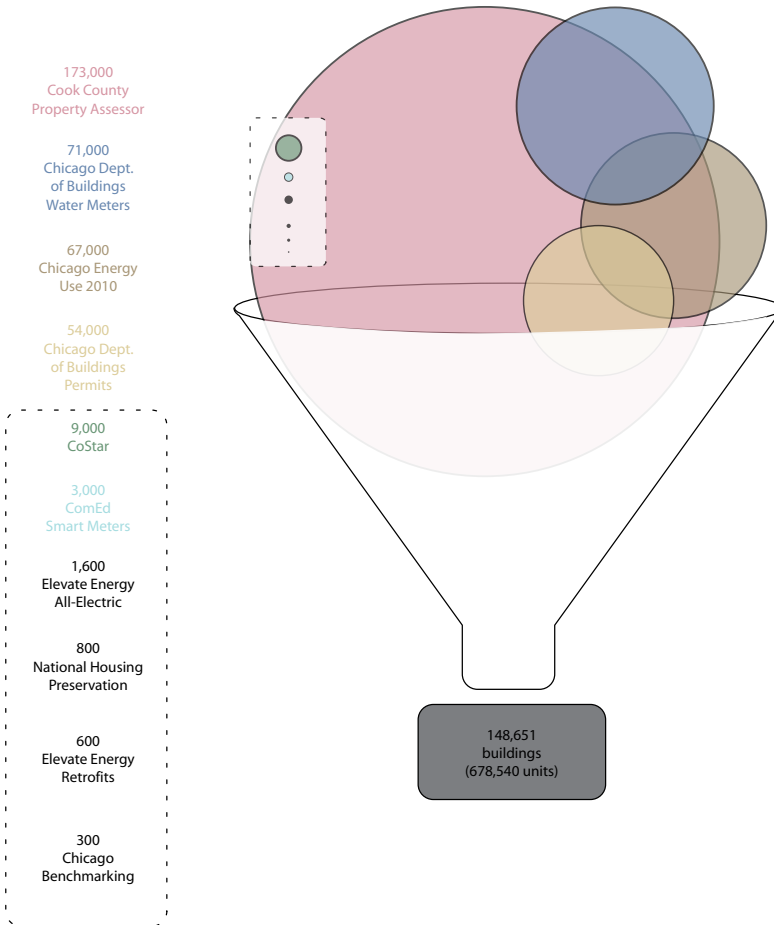 173,000
Cook County
Property Assessor
71,000
Chicago Dept.
of Buildings
Water Meters
67,000
Chicago Energy
Use 2010
54,000
Chicago Dept.
of Buildings
Permits
9,000
CoStar
3,000
ComEd
Smart Meters
1,600
Elevate Energy
All-Electric
800
National Housing
Preservation
600
Elevate Energy
Retrofits
300
Chicago
Benchmarking
148,651
buildings
(678,540 units)